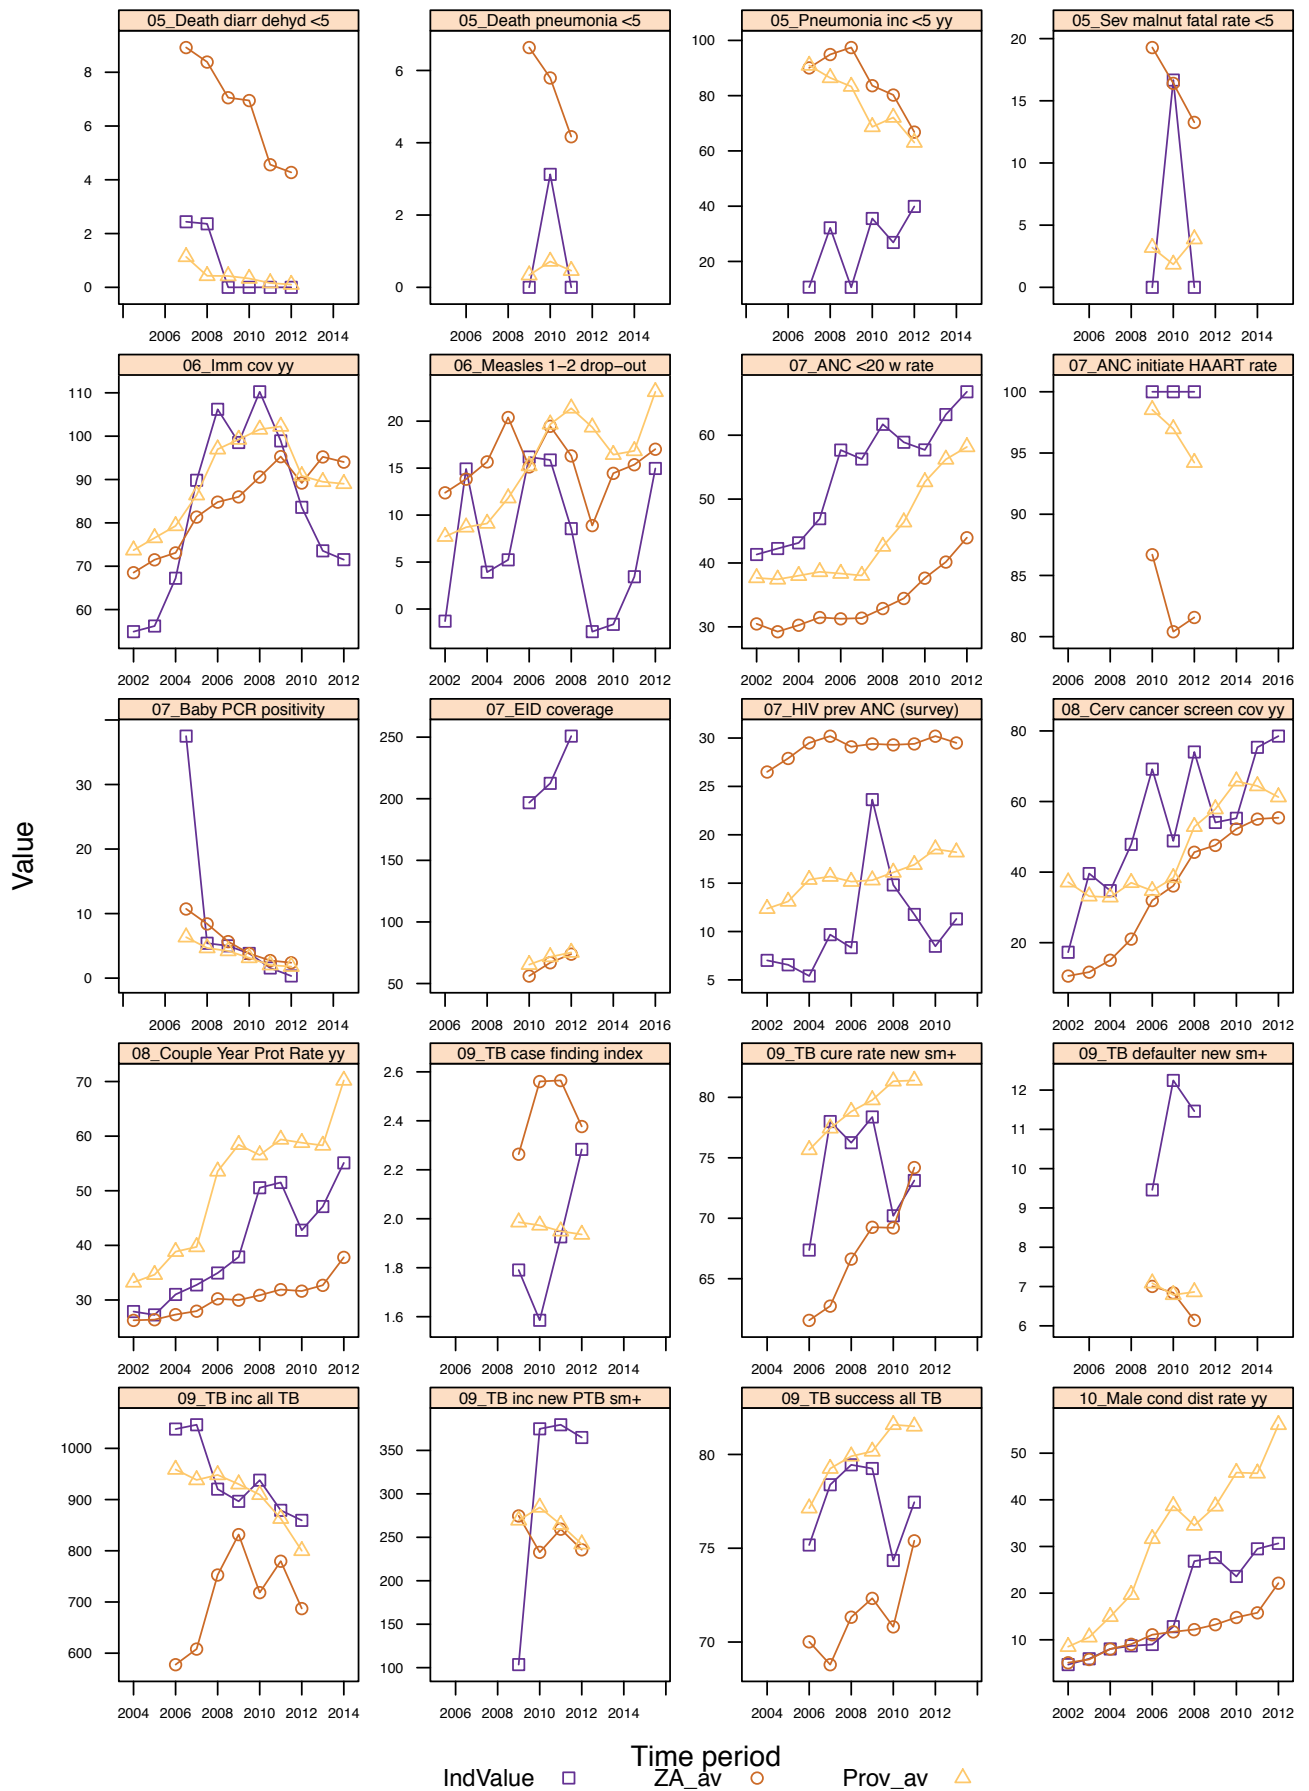 05_Death diarr dehyd <5 05_Death pneumonia <5 05_Pneumonia inc <5 yy 05_Sev malnut fatal rate <5
8 6 4 2 0
6 4 2 0
100 80 60 40 20
20 15 10 5 0
2006 2008 2010 2012 2014 2006 2008 2010 2012 2014 2006 2008 2010 2012 2014 2006 2008 2010 2012 2014
06_Imm cov yy 06_Measles 1−2 drop−out 07_ANC <20 w rate 07_ANC initiate HAART rate
110 100 90 80 70 60
20 15 10 5 0
60 50 40 30
100 95 90 85 80
2002 2004 2006 2008 2010 2012 2002 2004 2006 2008 2010 2012 2002 2004 2006 2008 2010 2012 2006 2008 2010 2012 2014 2016
07_Baby PCR positivity 07_EID coverage 07_HIV prev ANC (survey) 08_Cerv cancer screen cov yy
30 20 10 0
250 200 150 100 50
30 25 20 15 10 5
80 60 40 20
2006 2008 2010 2012 2014 2006 2008 2010 2012 2014 2016 2002 2004 2006 2008 2010 2002 2004 2006 2008 2010 2012
Value
08_Couple Year Prot Rate yy 09_TB case finding index 09_TB cure rate new sm+ 09_TB defaulter new sm+
70 60 50 40 30
2.6 2.4 2.2 2.0 1.8 1.6
80 75 70 65
12 11 10 9 8 7 6
2002 2004 2006 2008 2010 2012 2006 2008 2010 2012 2014 2004 2006 2008 2010 2012 2006 2008 2010 2012 2014
09_TB inc all TB 09_TB inc new PTB sm+ 09_TB success all TB 10_Male cond dist rate yy
1000 900 800 700 600
350 300 250 200 150 100
80 75 70
50 40 30 20 10
2004 2006 2008 2010 2012 2014 2006 2008 2010 2012 2014 2004 2006 2008 2010 2012 2002 2004 2006 2008 2010 2012
Time period
IndValue ZA_av Prov_av